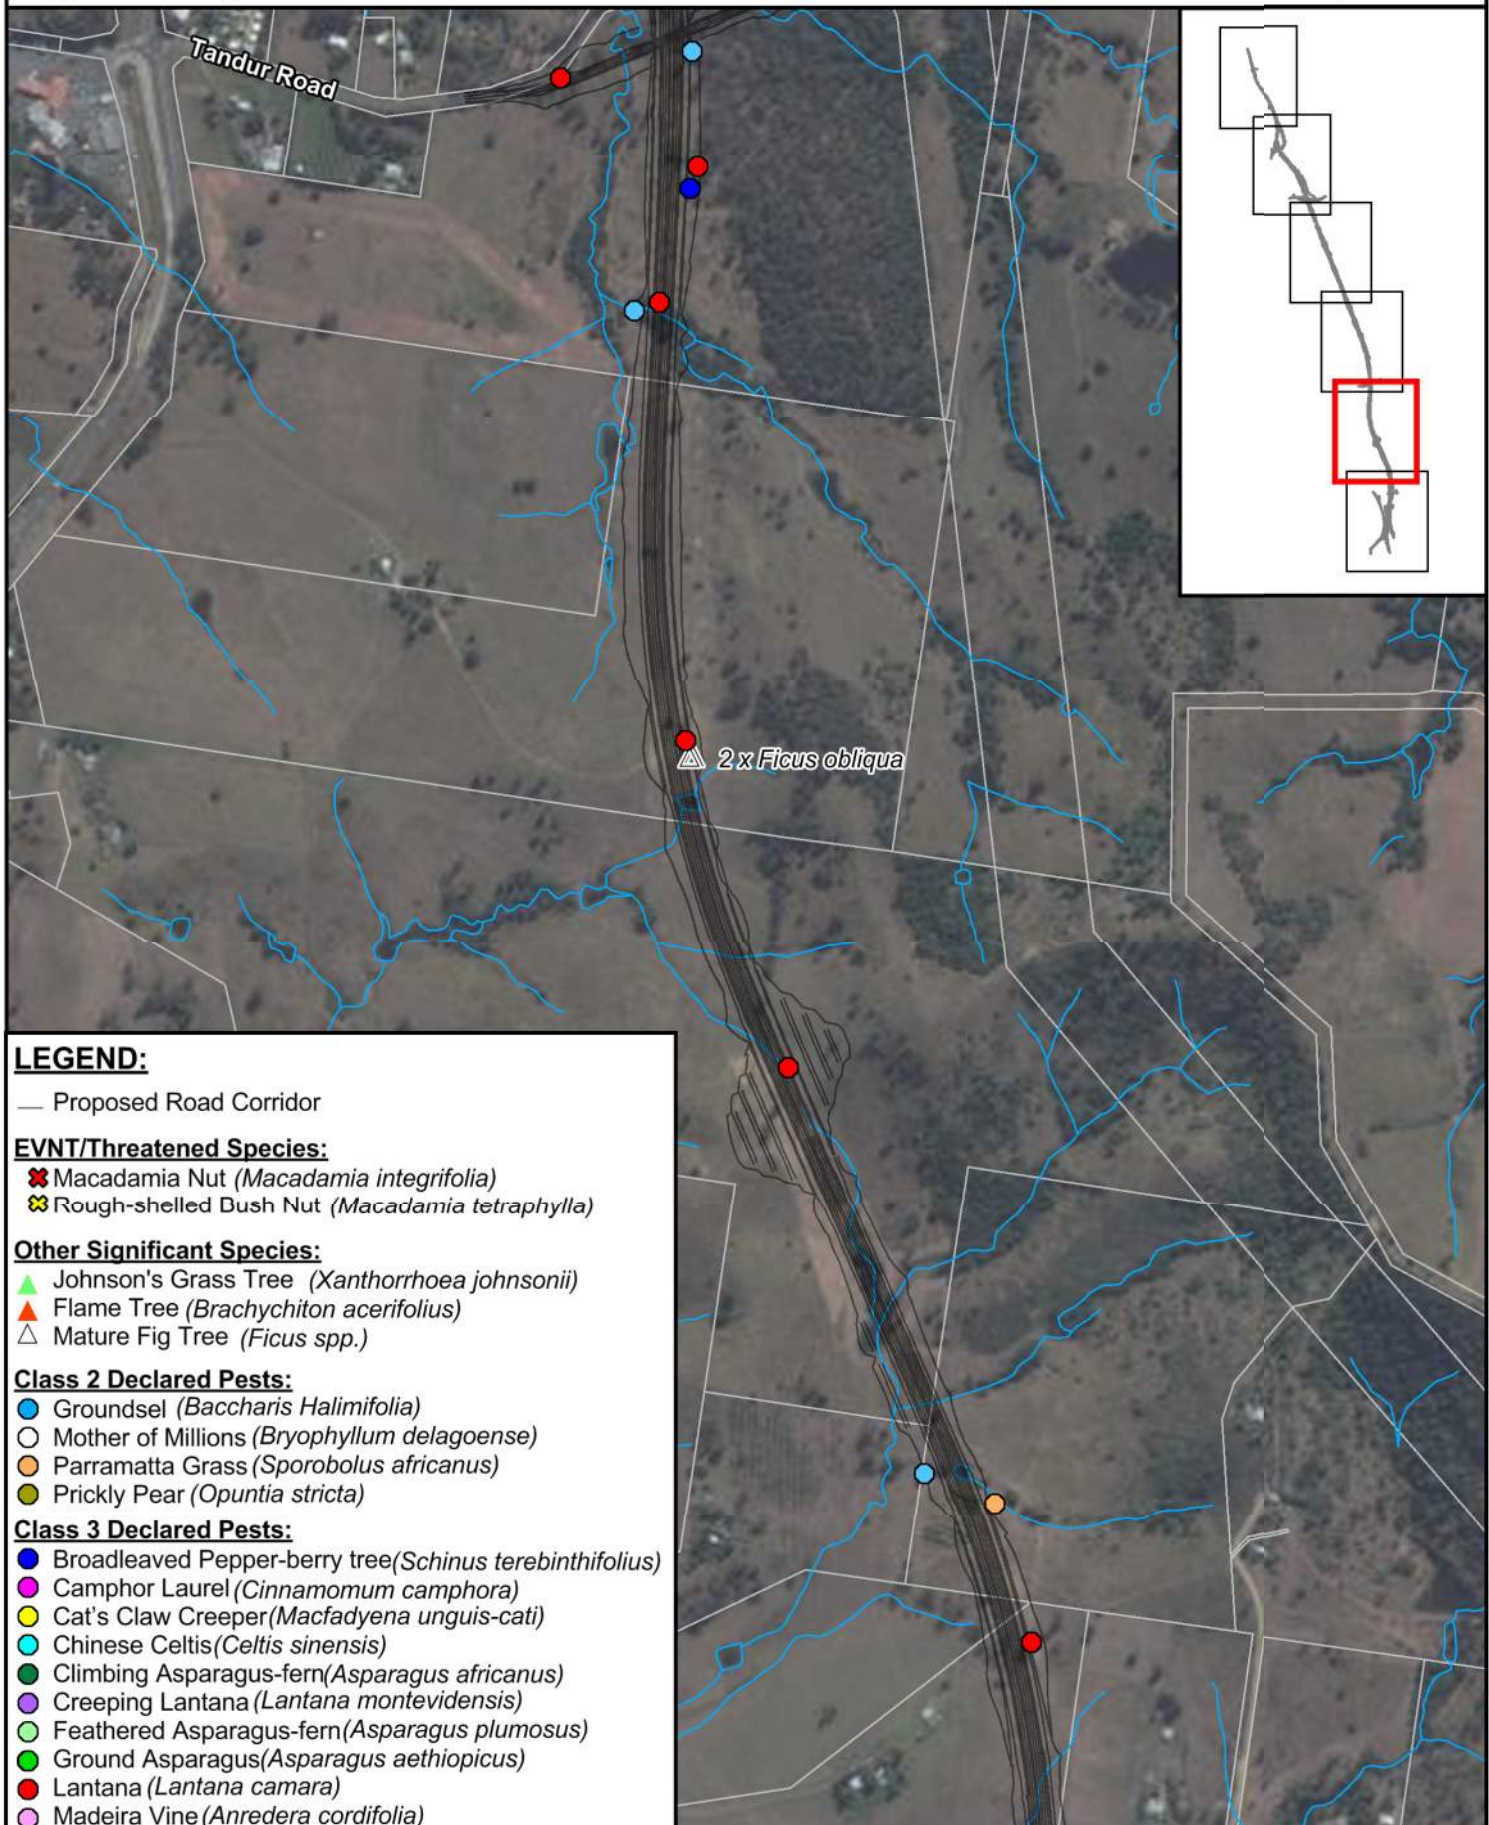 Tandur Road
2 x Ficus obliqua
LEGEND:
Proposed Road Corridor
EVNT/Threatened Species:
Macadamia Nut (Macadamia integrifolia)
Rough-shelled Bush Nut (Macadamia tetraphylla)
Other Significant Species:
Johnson's Grass Tree (Xanthorrhoea johnsonii)
Flame Tree (Brachychiton acerifolius)
Mature Fig Tree (Ficus spp.)
Class 2 Declared Pests:
Groundsel (Baccharis Halimifolia)
Mother of Millions (Bryophyllum delagoense)
Parramatta Grass (Sporobolus africanus)
Prickly Pear (Opuntia stricta)
Class 3 Declared Pests:
Broadleaved Pepper-berry tree(Schinus terebinthifolius)
Camphor Laurel (Cinnamomum camphora)
Cat's Claw Creeper(Macfadyena unguis-cati)
Chinese Celtis(Celtis sinensis)
Climbing Asparagus-fern(Asparagus africanus)
Creeping Lantana (Lantana montevidensis)
Feathered Asparagus-fern(Asparagus plumosus)
Ground Asparagus(Asparagus aethiopicus)
Lantana (Lantana camara)
Madeira Vine (Anredera cordifolia)